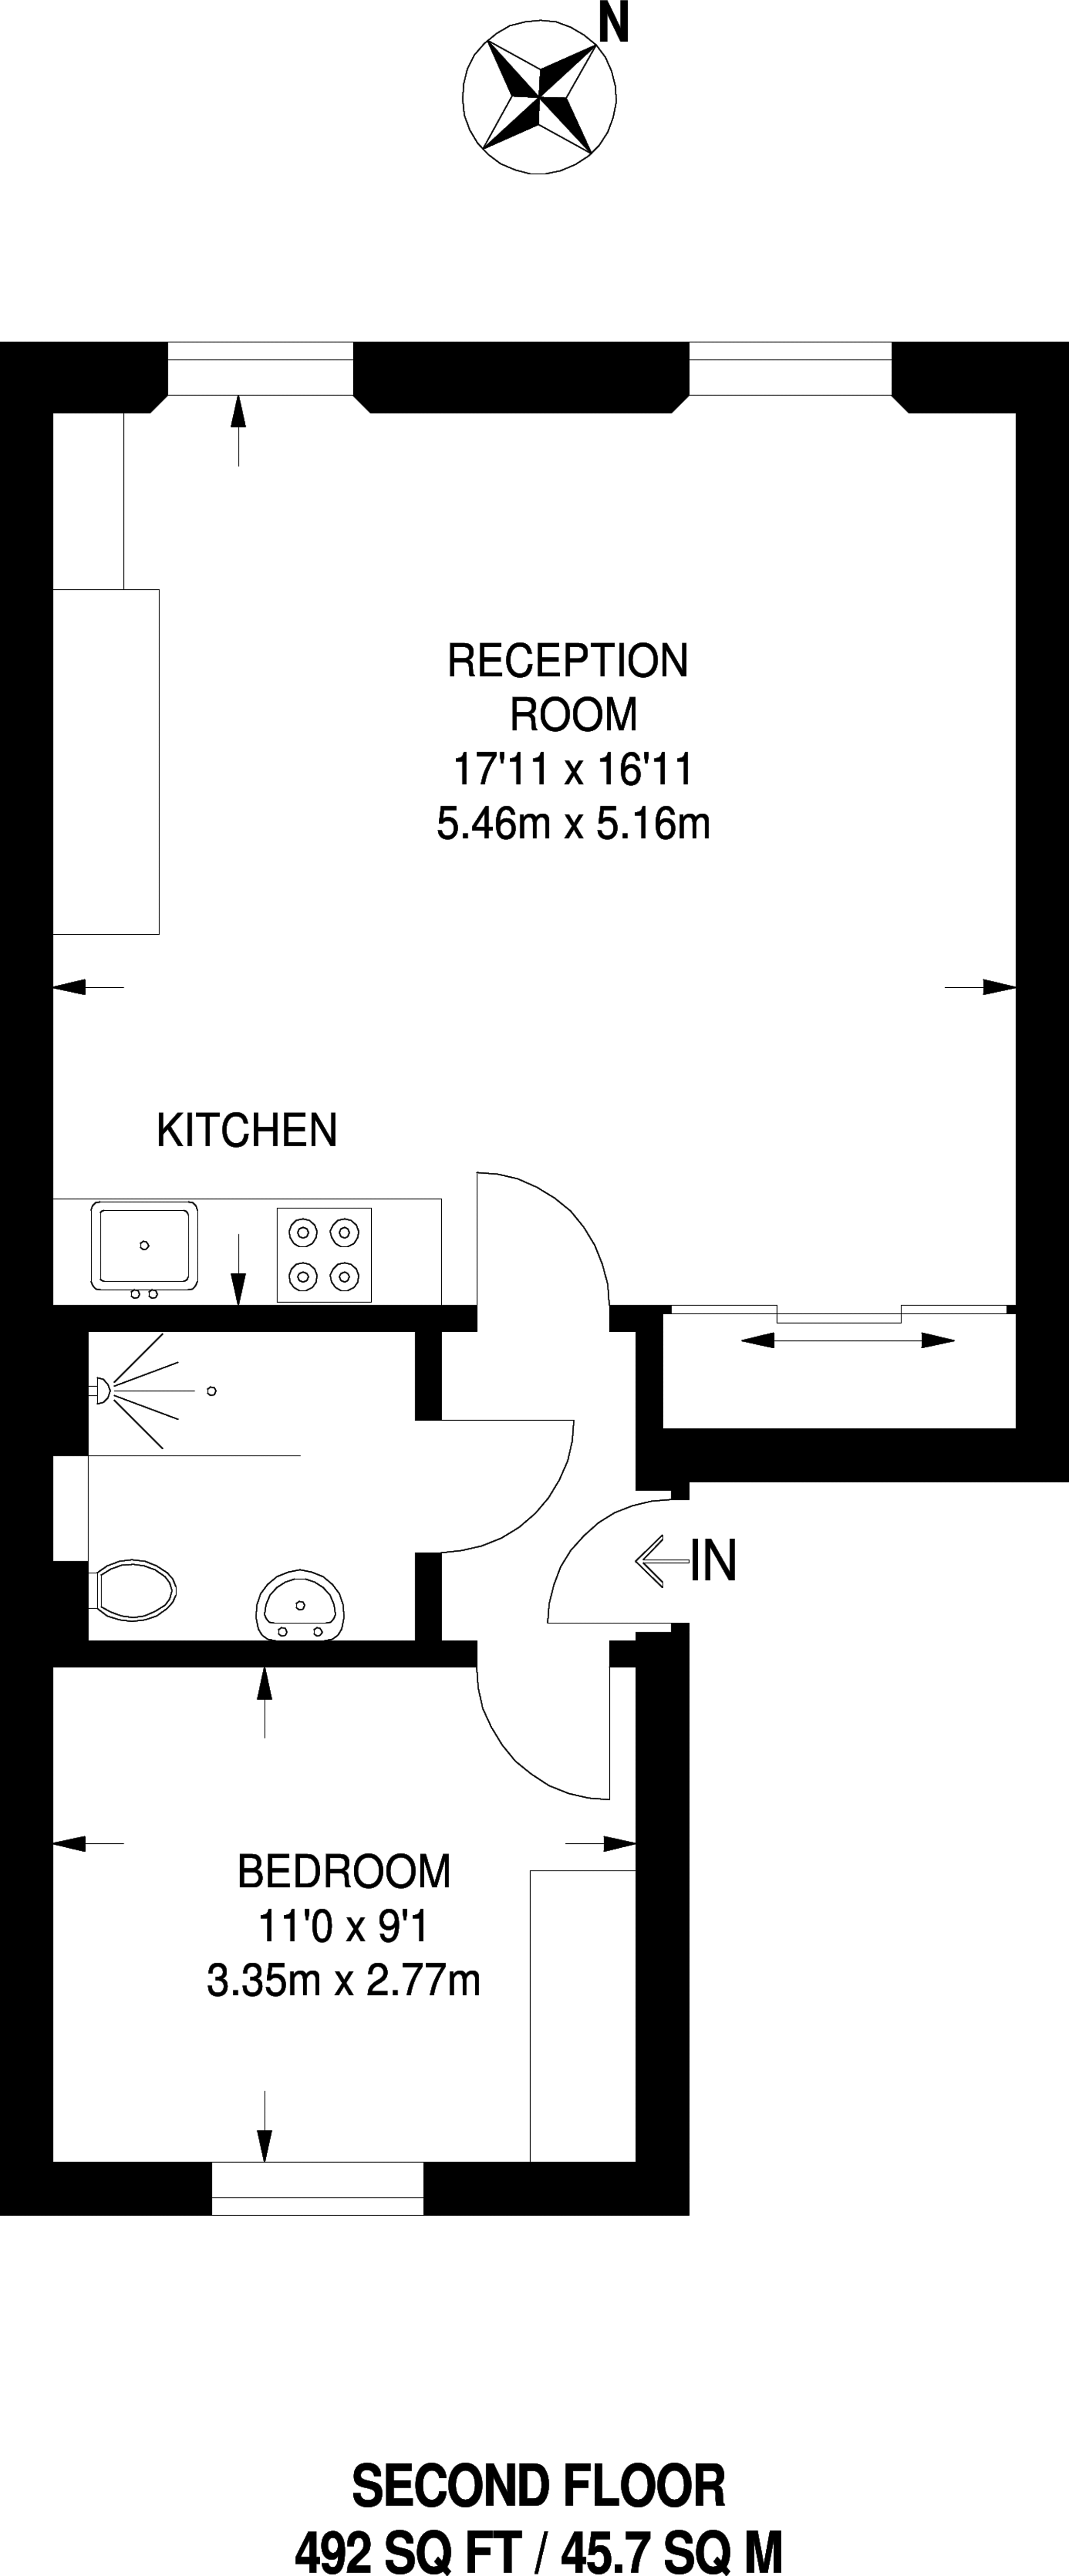 N
RECEPTION
ROOM
17'11 x 16'11
5.46m x 5.16m
KITCHEN
IN
BEDROOM
11'0 x 9'1
3.35m x 2.77m
SECOND FLOOR
492 SQ FT / 45.7 SQ M